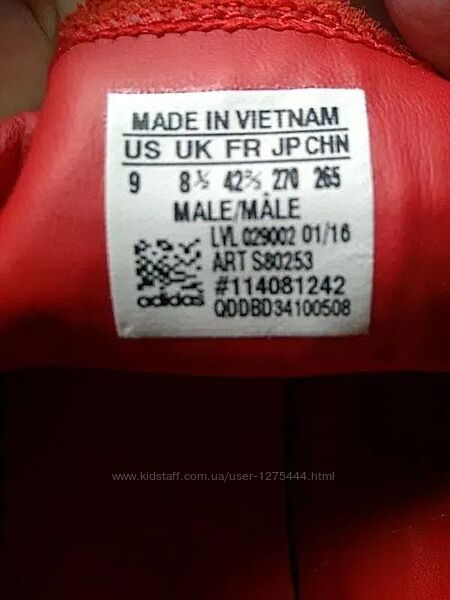 MADE IN VIETNAM
US UK FR JP CHN
9 8½ 42⅔ 270 265
MALE/MÂLE
LVL 029002 01/16
ART S80253
#114081242
adidas
QDDBD34100508
www.kidstaff.com.ua/user-1275444.html